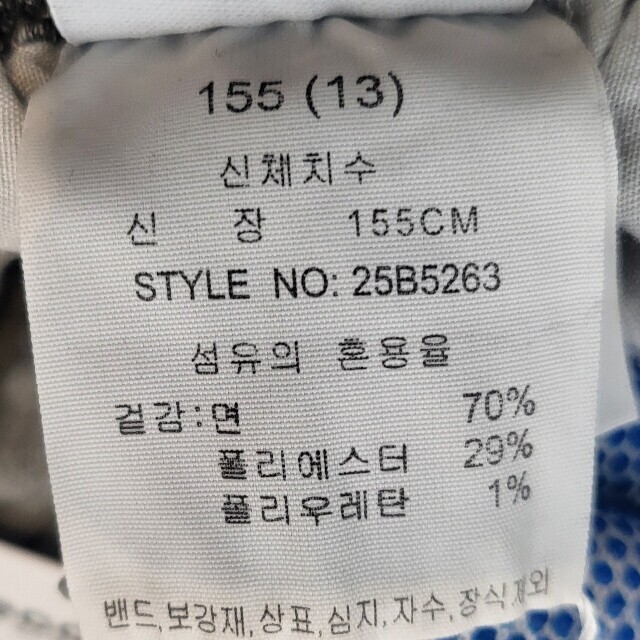 155 (13)
신체치수
신 장 155CM
STYLE NO: 25B5263
섬유의 혼용율
겉감:면 70%
폴리에스터 29%
폴리우레탄 1%
밴드,보강재,상표,심지,자수,장식,제외